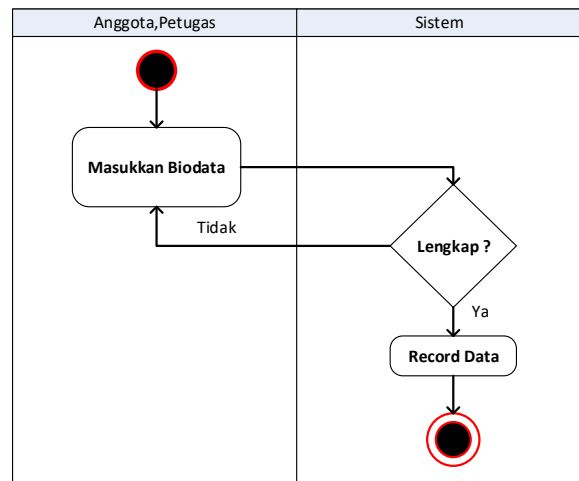 Anggota,Petugas
Sistem
Masukkan Biodata
Tidak
Lengkap ?
Ya
Record Data